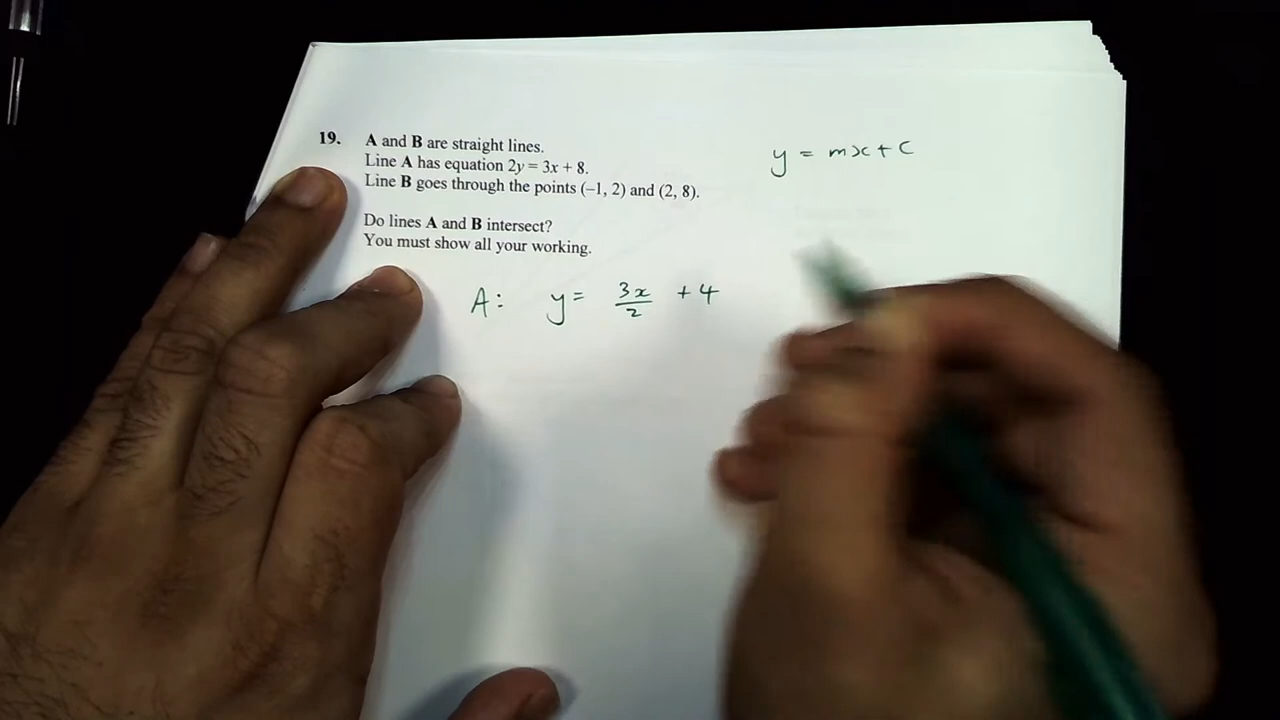 19. A and B are straight lines.
Line A has equation 2y = 3x + 8.
Line B goes through the points (–1, 2) and (2, 8).
Do lines A and B intersect?
You must show all your working.
y = mx + c
A: y = 3x/2 + 4